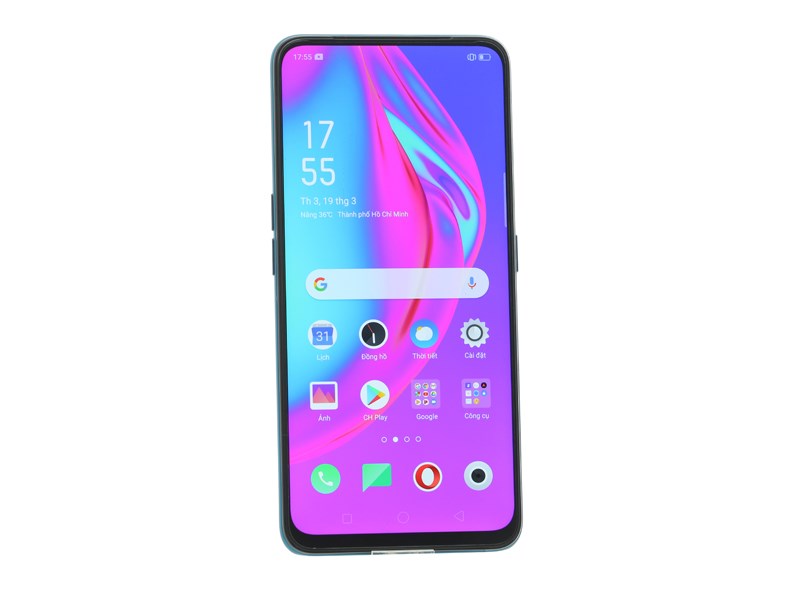 17:55
17
55
Th 3, 19 thg 3
Nắng 36°C Thành phố Hồ Chí Minh
G
31
Lịch
Đồng hồ
Thời tiết
Cài đặt
Ảnh
CH Play
Google
Công cụ